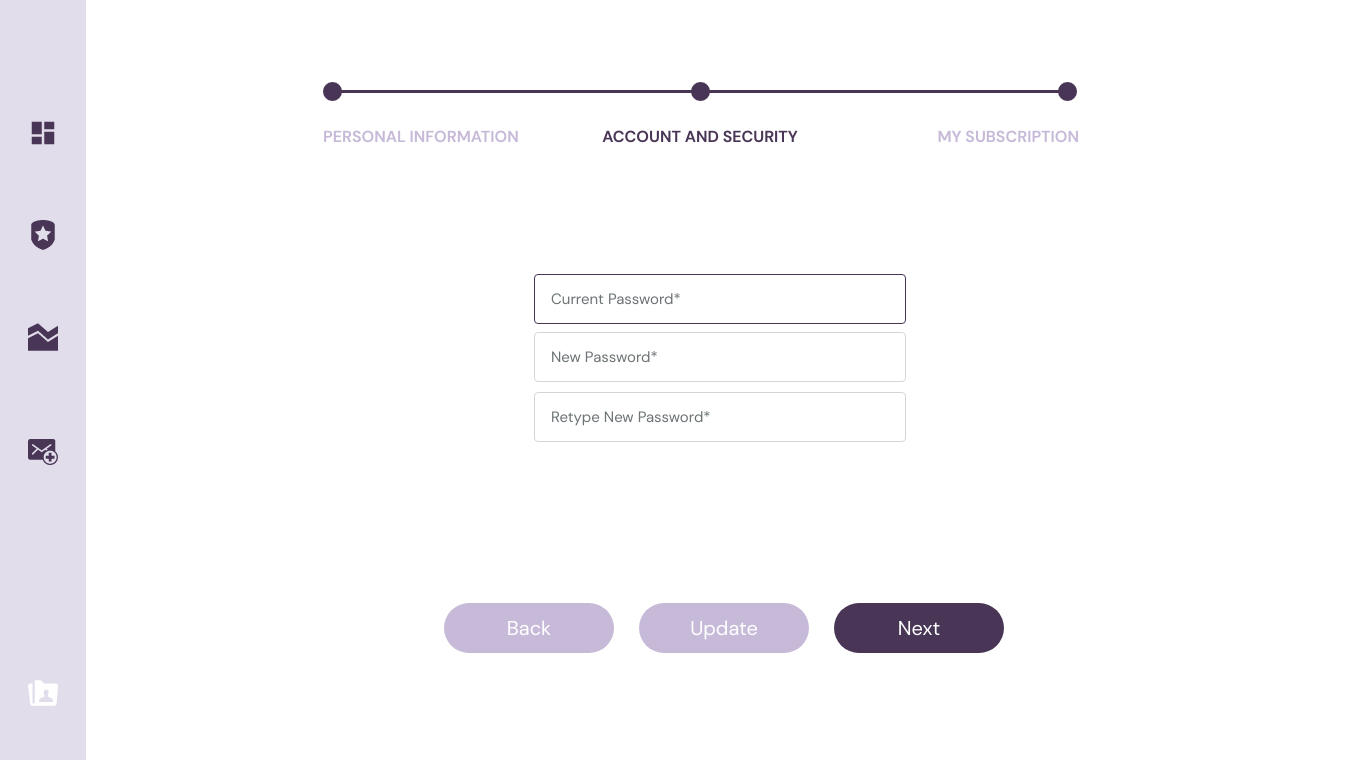 PERSONAL INFORMATION
ACCOUNT AND SECURITY
MY SUBSCRIPTION
Current Password*
New Password*
Retype New Password*
Back
Update
Next